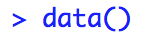 > data()